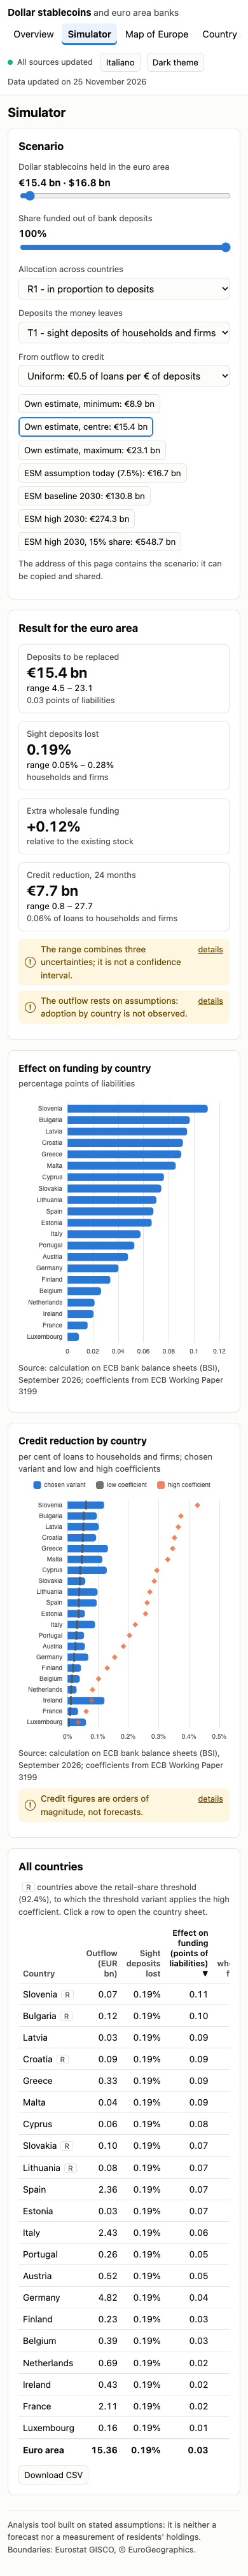 Dollar stablecoins and euro area banks
Overview Simulator Map of Europe Country
All sources updated Italiano Dark theme
Data updated on 25 November 2026
Simulator
Scenario
Dollar stablecoins held in the euro area
€15.4 bn · $16.8 bn
Share funded out of bank deposits
100%
Allocation across countries
R1 - in proportion to deposits
Deposits the money leaves
T1 - sight deposits of households and firms
From outflow to credit
Uniform: €0.5 of loans per € of deposits
Own estimate, minimum: €8.9 bn
Own estimate, centre: €15.4 bn
Own estimate, maximum: €23.1 bn
ESM assumption today (7.5%): €16.7 bn
ESM baseline 2030: €130.8 bn
ESM high 2030: €274.3 bn
ESM high 2030, 15% share: €548.7 bn
The address of this page contains the scenario: it can
be copied and shared.
Result for the euro area
Deposits to be replaced
€15.4 bn
range 4.5 – 23.1
0.03 points of liabilities
Sight deposits lost
0.19%
range 0.05% – 0.28%
households and firms
Extra wholesale funding
+0.12%
relative to the existing stock
Credit reduction, 24 months
€7.7 bn
range 0.8 – 27.7
0.06% of loans to households and firms
The range combines three details
uncertainties; it is not a confidence
interval.
The outflow rests on assumptions: details
adoption by country is not observed.
Effect on funding by country
percentage points of liabilities
Slovenia
Bulgaria
Latvia
Croatia
Greece
Malta
Cyprus
Slovakia
Lithuania
Spain
Estonia
Italy
Portugal
Austria
Germany
Finland
Belgium
Netherlands
Ireland
France
Luxembourg
0 0.02 0.04 0.06 0.08 0.1 0.12
Source: calculation on ECB bank balance sheets (BSI),
September 2026; coefficients from ECB Working Paper
3199
Credit reduction by country
per cent of loans to households and firms; chosen
variant and low and high coefficients
chosen variant low coefficient high coefficient
Slovenia
Bulgaria
Latvia
Croatia
Greece
Malta
Cyprus
Slovakia
Lithuania
Spain
Estonia
Italy
Portugal
Austria
Germany
Finland
Belgium
Netherlands
Ireland
France
Luxembourg
0% 0.1% 0.2% 0.3% 0.4% 0.5%
Source: calculation on ECB bank balance sheets (BSI),
September 2026; coefficients from ECB Working Paper
3199
Credit figures are orders of details
magnitude, not forecasts.
All countries
R countries above the retail-share threshold
(92.4%), to which the threshold variant applies the high
coefficient. Click a row to open the country sheet.
Country Outflow (EUR bn) Sight deposits lost Effect on funding (points of liabilities) ▼
Slovenia R 0.07 0.19% 0.11
Bulgaria R 0.12 0.19% 0.10
Latvia 0.03 0.19% 0.09
Croatia R 0.09 0.19% 0.09
Greece 0.33 0.19% 0.09
Malta 0.04 0.19% 0.09
Cyprus 0.06 0.19% 0.08
Slovakia R 0.10 0.19% 0.07
Lithuania R 0.08 0.19% 0.07
Spain 2.36 0.19% 0.07
Estonia 0.03 0.19% 0.07
Italy 2.43 0.19% 0.06
Portugal 0.26 0.19% 0.05
Austria 0.52 0.19% 0.05
Germany 4.82 0.19% 0.04
Finland 0.23 0.19% 0.03
Belgium 0.39 0.19% 0.03
Netherlands 0.69 0.19% 0.02
Ireland 0.43 0.19% 0.02
France 2.11 0.19% 0.02
Luxembourg 0.16 0.19% 0.01
Euro area 15.36 0.19% 0.03
Download CSV
Analysis tool built on stated assumptions: it is neither a
forecast nor a measurement of residents' holdings.
Boundaries: Eurostat GISCO, © EuroGeographics.